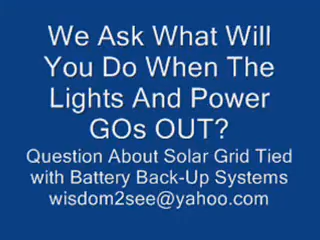 We Ask What Will
You Do When The
Lights And Power
GOs OUT?
Question About Solar Grid Tied
with Battery Back-Up Systems
wisdom2see@yahoo.com